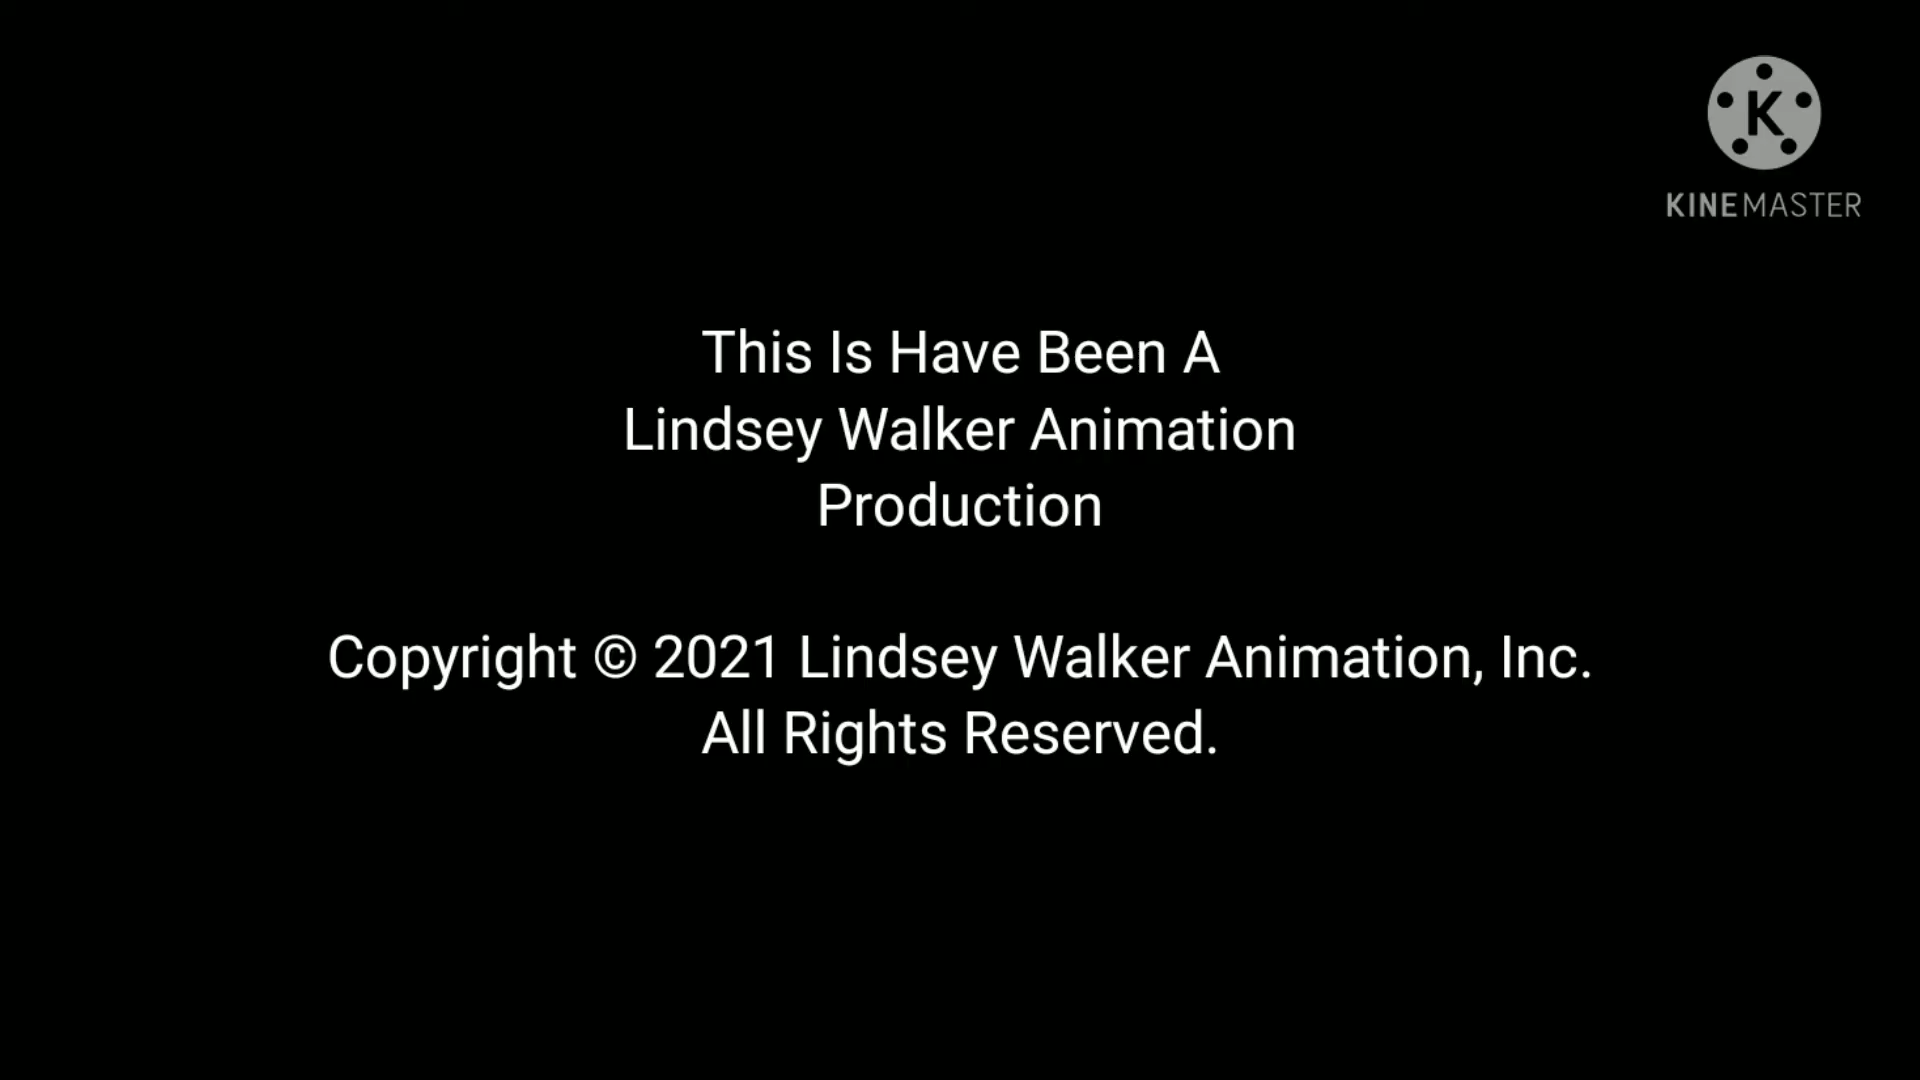 K
KINEMASTER
This Is Have Been A
Lindsey Walker Animation
Production
Copyright © 2021 Lindsey Walker Animation, Inc.
All Rights Reserved.